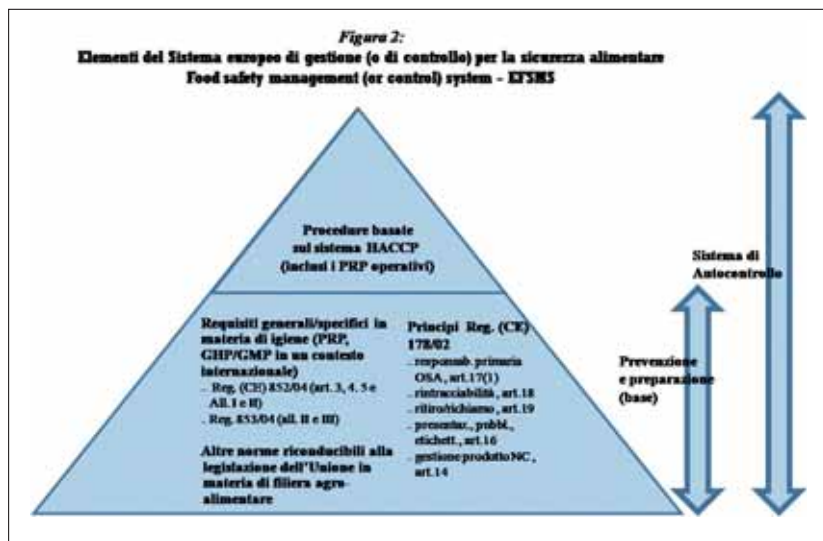 Figura 2:
Elementi del Sistema europeo di gestione (o di controllo) per la sicurezza alimentare
Food safety management (or control) system – EFSMS
Procedure basate
sul sistema HACCP
(inclusi i PRP operativi)
Requisiti generali/specifici in
materia di igiene (PRP,
GHP/GMP in un contesto
internazionale)
– Reg. (CE) 852/04 (art. 3, 4, 5 e
All. I e II)
– Reg. 853/04 (all. II e III)
Altre norme riconducibili alla
legislazione dell'Unione in
materia di filiera agro-
alimentare
Principi Reg. (CE)
178/02
– responsab. primaria
OSA, art.17(1)
– rintracciabilità, art.18
– ritiro/richiamo, art.19
– presentaz., pubbl.,
etichett., art.16
– gestione prodotto NC,
art.14
Prevenzione
e preparazione
(base)
Sistema di
Autocontrollo